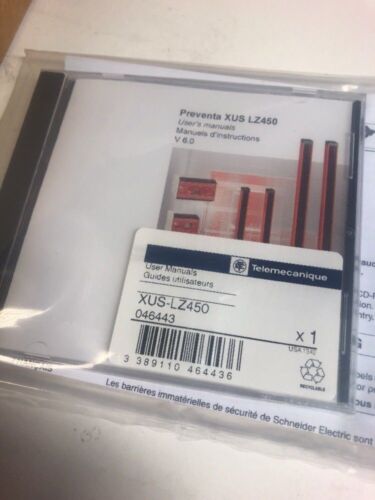 Preventa XUS LZ450
User's manuals
Manuels d'instructions
V 6.0
Telemecanique
User Manuals
Guides utilisateurs
XUS-LZ450
046443
x 1
3 389110 464436
RECYCLABLE
Les barrières immatérielles de sécurité de Schneider Electric sont